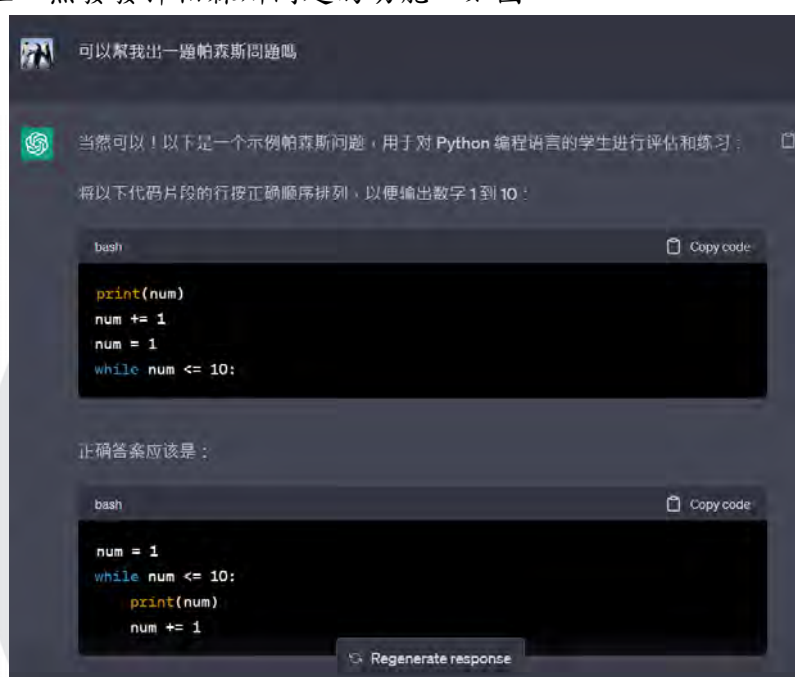 可以幫我出一題帕森斯問題嗎
当然可以！以下是一个示例帕森斯问题，用于对 Python 编程语言的学生进行评估和练习：
将以下代码片段的行按正确顺序排列，以便输出数字 1 到 10：
bash
Copy code
print(num)
num += 1
num = 1
while num <= 10:
正确答案应该是：
bash
Copy code
num = 1
while num <= 10:
    print(num)
    num += 1
Regenerate response